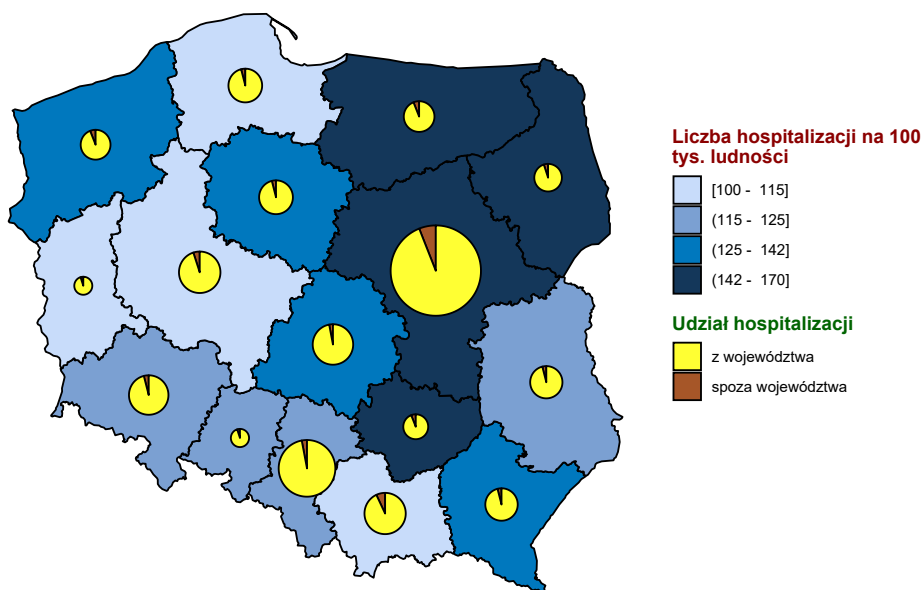 Liczba hospitalizacji na 100
tys. ludności
[100 - 115]
(115 - 125]
(125 - 142]
(142 - 170]
Udział hospitalizacji
z województwa
spoza województwa